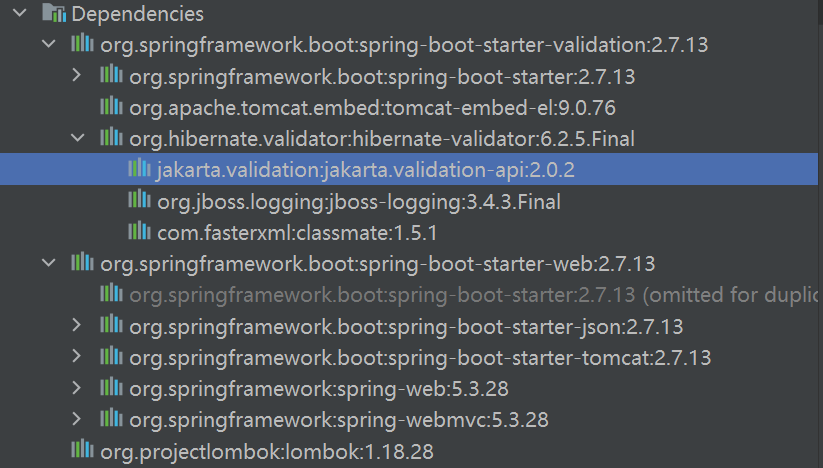 Dependencies
org.springframework.boot:spring-boot-starter-validation:2.7.13
org.springframework.boot:spring-boot-starter:2.7.13
org.apache.tomcat.embed:tomcat-embed-el:9.0.76
org.hibernate.validator:hibernate-validator:6.2.5.Final
jakarta.validation:jakarta.validation-api:2.0.2
org.jboss.logging:jboss-logging:3.4.3.Final
com.fasterxml:classmate:1.5.1
org.springframework.boot:spring-boot-starter-web:2.7.13
org.springframework.boot:spring-boot-starter:2.7.13 (omitted for duplic
org.springframework.boot:spring-boot-starter-json:2.7.13
org.springframework.boot:spring-boot-starter-tomcat:2.7.13
org.springframework:spring-web:5.3.28
org.springframework:spring-webmvc:5.3.28
org.projectlombok:lombok:1.18.28